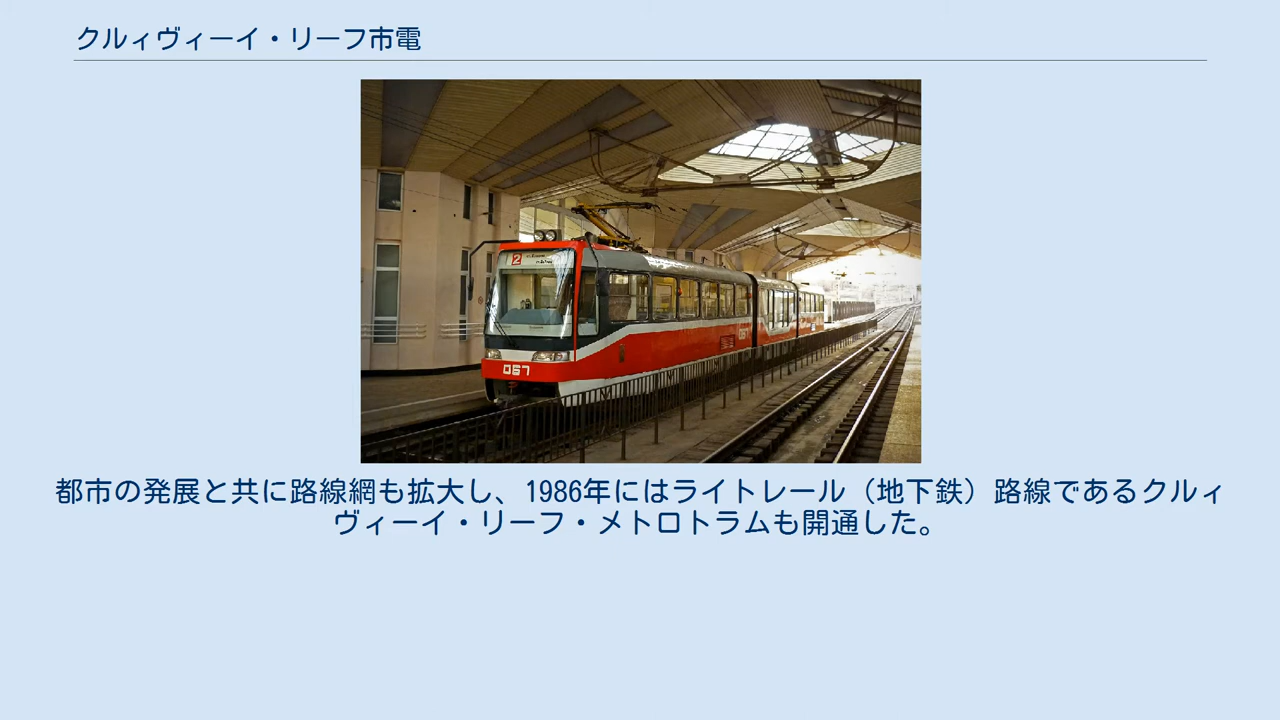 クルィヴィーイ・リーフ市電
2
067
067
都市の発展と共に路線網も拡大し、1986年にはライトレール（地下鉄）路線であるクルィ
ヴィーイ・リーフ・メトロトラムも開通した。